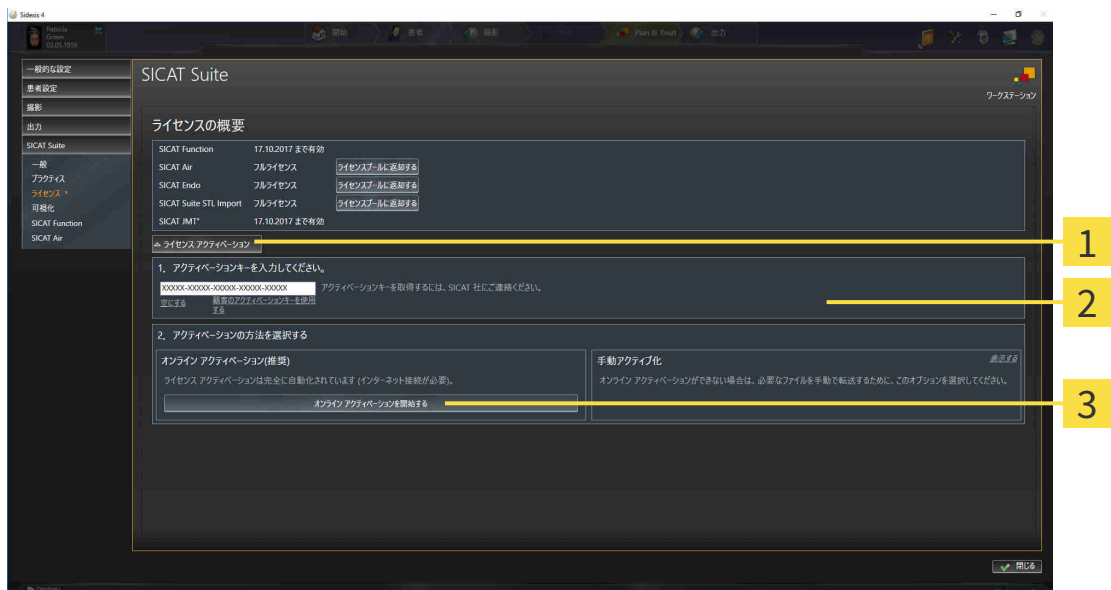 Sidexis 4
Patricia
Green
02.05.1956
開始
患者
撮影
Plan & Treat
出力
一般的な設定
患者設定
撮影
出力
SICAT Suite
一般
プラクティス
ライセンス *
可視化
SICAT Function
SICAT Air
SICAT Suite
ワークステーション
ライセンスの概要
SICAT Function 17.10.2017 まで有効
SICAT Air フルライセンス ライセンスプールに返却する
SICAT Endo フルライセンス ライセンスプールに返却する
SICAT Suite STL Import フルライセンス ライセンスプールに返却する
SICAT JMT⁺ 17.10.2017 まで有効
ライセンス アクティベーション
1
1。アクティベーションキーを入力してください。
XXXXX-XXXXX-XXXXX-XXXXX-XXXXX アクティベーションキーを取得するには、SICAT 社にご連絡ください。
空にする 顧客のアクティベーションキーを使用
する
2
2。アクティベーションの方法を選択する
オンライン アクティベーション(推奨)
ライセンス アクティベーションは完全に自動化されています (インターネット接続が必要)。
オンライン アクティベーションを開始する
手動アクティブ化 表示する
オンライン アクティベーションができない場合は、必要なファイルを手動で転送するために、このオプションを選択してください。
3
閉じる